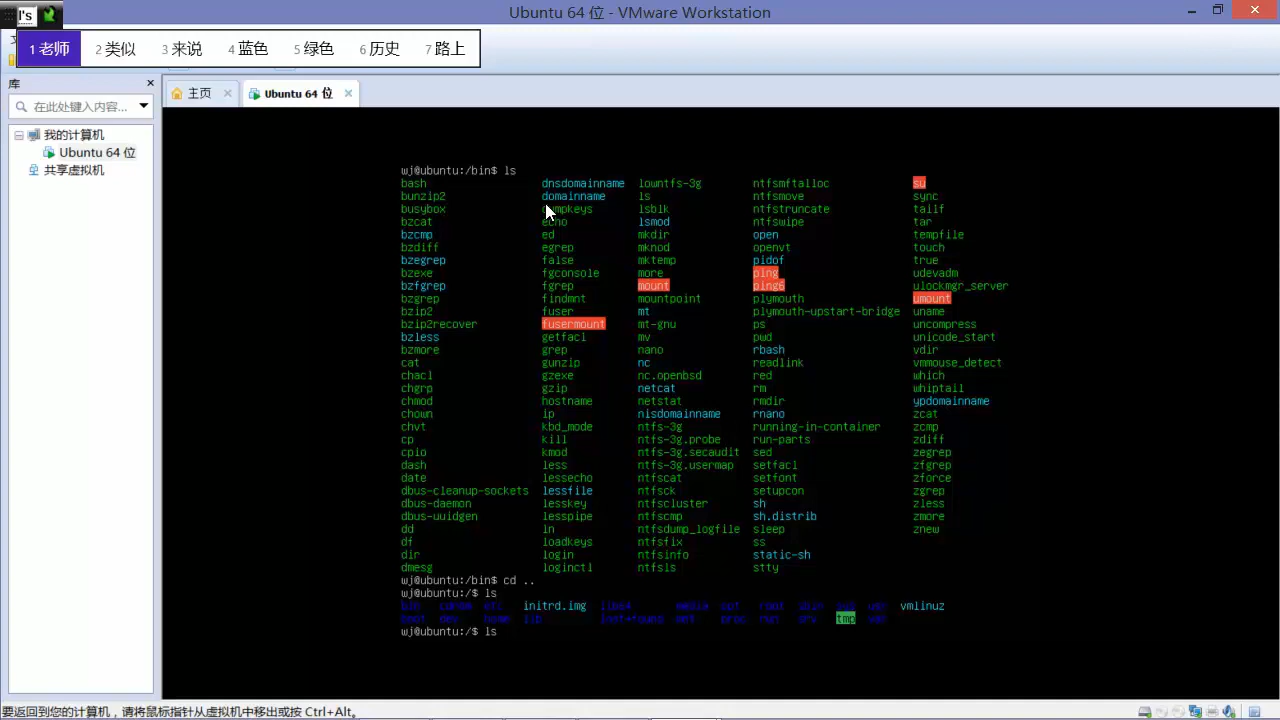 l's
Ubuntu 64 位 - VMware Workstation
1 老师 2 类似 3 来说 4 蓝色 5 绿色 6 历史 7 路上
库
主页
Ubuntu 64 位
在此处键入内容...
我的计算机
Ubuntu 64 位
共享虚拟机
wj@ubuntu:/bin$ ls
bash dnsdomainname lowntfs-3g ntfsmftalloc su
bunzip2 domainname ls ntfsmove sync
busybox dumpkeys lsblk ntfstruncate tailf
bzcat echo lsmod ntfswipe tar
bzcmp ed mkdir open tempfile
bzdiff egrep mknod openvt touch
bzegrep false mktemp pidof true
bzexe fgconsole more ping udevadm
bzfgrep fgrep mount ping6 ulockmgr_server
bzgrep findmnt mountpoint plymouth umount
bzip2 fuser mt plymouth-upstart-bridge uname
bzip2recover fusermount mt-gnu ps uncompress
bzless getfacl mv pwd unicode_start
bzmore grep nano rbash vdir
cat gunzip nc readlink vmmouse_detect
chacl gzexe nc.openbsd red which
chgrp gzip netcat rm whiptail
chmod hostname netstat rmdir ypdomainname
chown ip nisdomainname rnano zcat
chvt kbd_mode ntfs-3g running-in-container zcmp
cp kill ntfs-3g.probe run-parts zdiff
cpio kmod ntfs-3g.secaudit sed zegrep
dash less ntfs-3g.usermap setfacl zfgrep
date lessecho ntfscat setfont zforce
dbus-cleanup-sockets lessfile ntfsck setupcon zgrep
dbus-daemon lesskey ntfscluster sh zless
dbus-uuidgen lesspipe ntfscmp sh.distrib zmore
dd ln ntfsdump_logfile sleep znew
df loadkeys ntfsfix ss
dir login ntfsinfo static-sh
dmesg loginctl ntfsls stty
wj@ubuntu:/bin$ cd ..
wj@ubuntu:/$ ls
bin cdrom etc initrd.img lib64 media opt root sbin sys usr vmlinuz
boot dev home lib lost+found mnt proc run srv tmp var
wj@ubuntu:/$ ls
要返回到您的计算机，请将鼠标指针从虚拟机中移出或按 Ctrl+Alt。